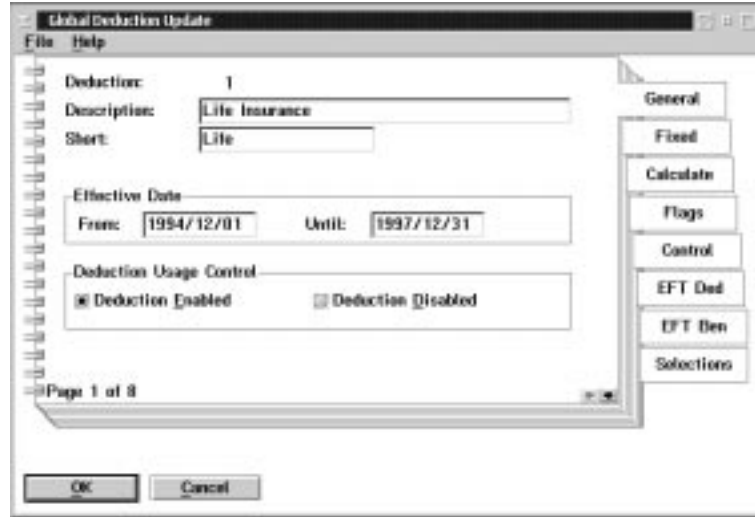 Global Deduction Update
File Help
Deduction: 1
Description: Life Insurance
Short: Life
Effective Date
From: 1994/12/01 Until: 1997/12/31
Deduction Usage Control
Deduction Enabled Deduction Disabled
Page 1 of 8
General
Fixed
Calculate
Flags
Control
EFT Ded
EFT Ben
Selections
OK Cancel